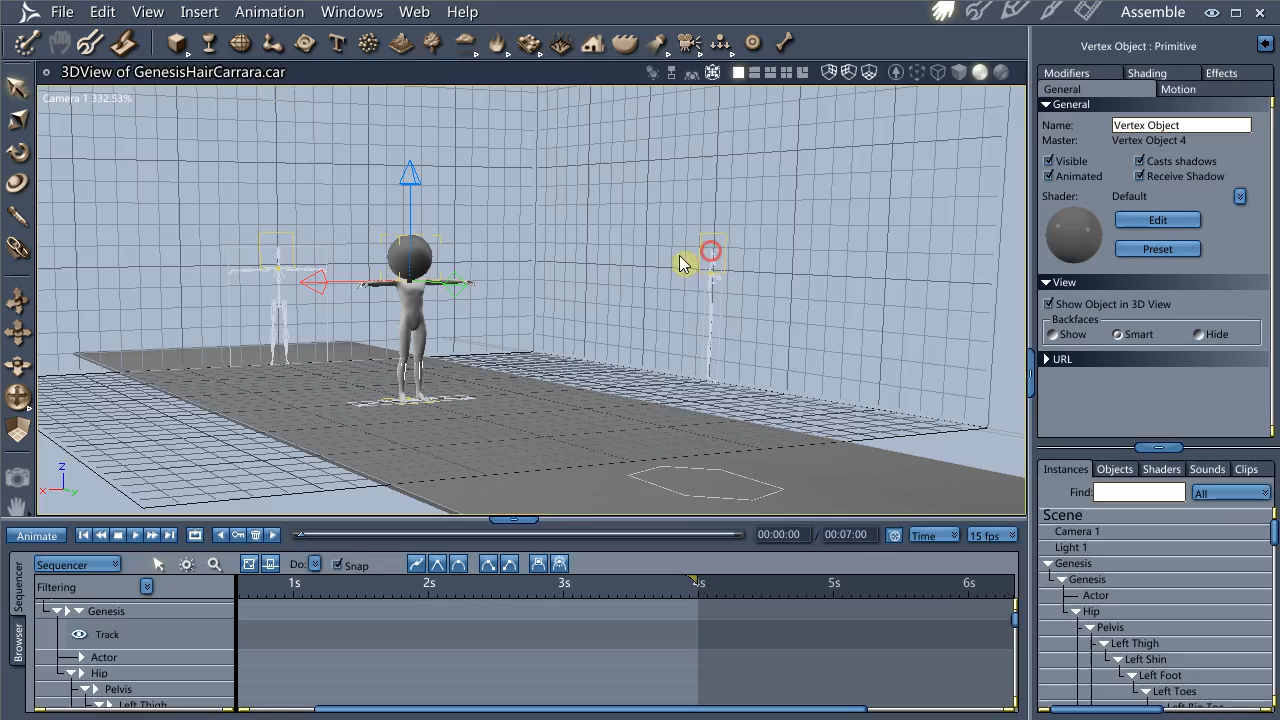 File Edit View Insert Animation Windows Web Help Assemble
3DView of GenesisHairCarrara.car
Camera 1 332.53%
Z
X
Y
Vertex Object : Primitive
Modifiers Shading Effects
General Motion
General
Name: Vertex Object
Master: Vertex Object 4
Visible Casts shadows
Animated Receive Shadow
Shader: Default
Edit
Preset
View
Show Object in 3D View
Backfaces
Show Smart Hide
URL
Instances Objects Shaders Sounds Clips
Find: All
Scene
Camera 1
Light 1
Genesis
Genesis
Actor
Hip
Pelvis
Left Thigh
Left Shin
Left Foot
Left Toes
Left Big Toe
Animate 00:00:00 / 00:07:00 Time 15 fps
Sequencer
Browser
Sequencer Do: Snap
Filtering 1s 2s 3s 4s 5s 6s
Genesis
Track
Actor
Hip
Pelvis
Left Thigh